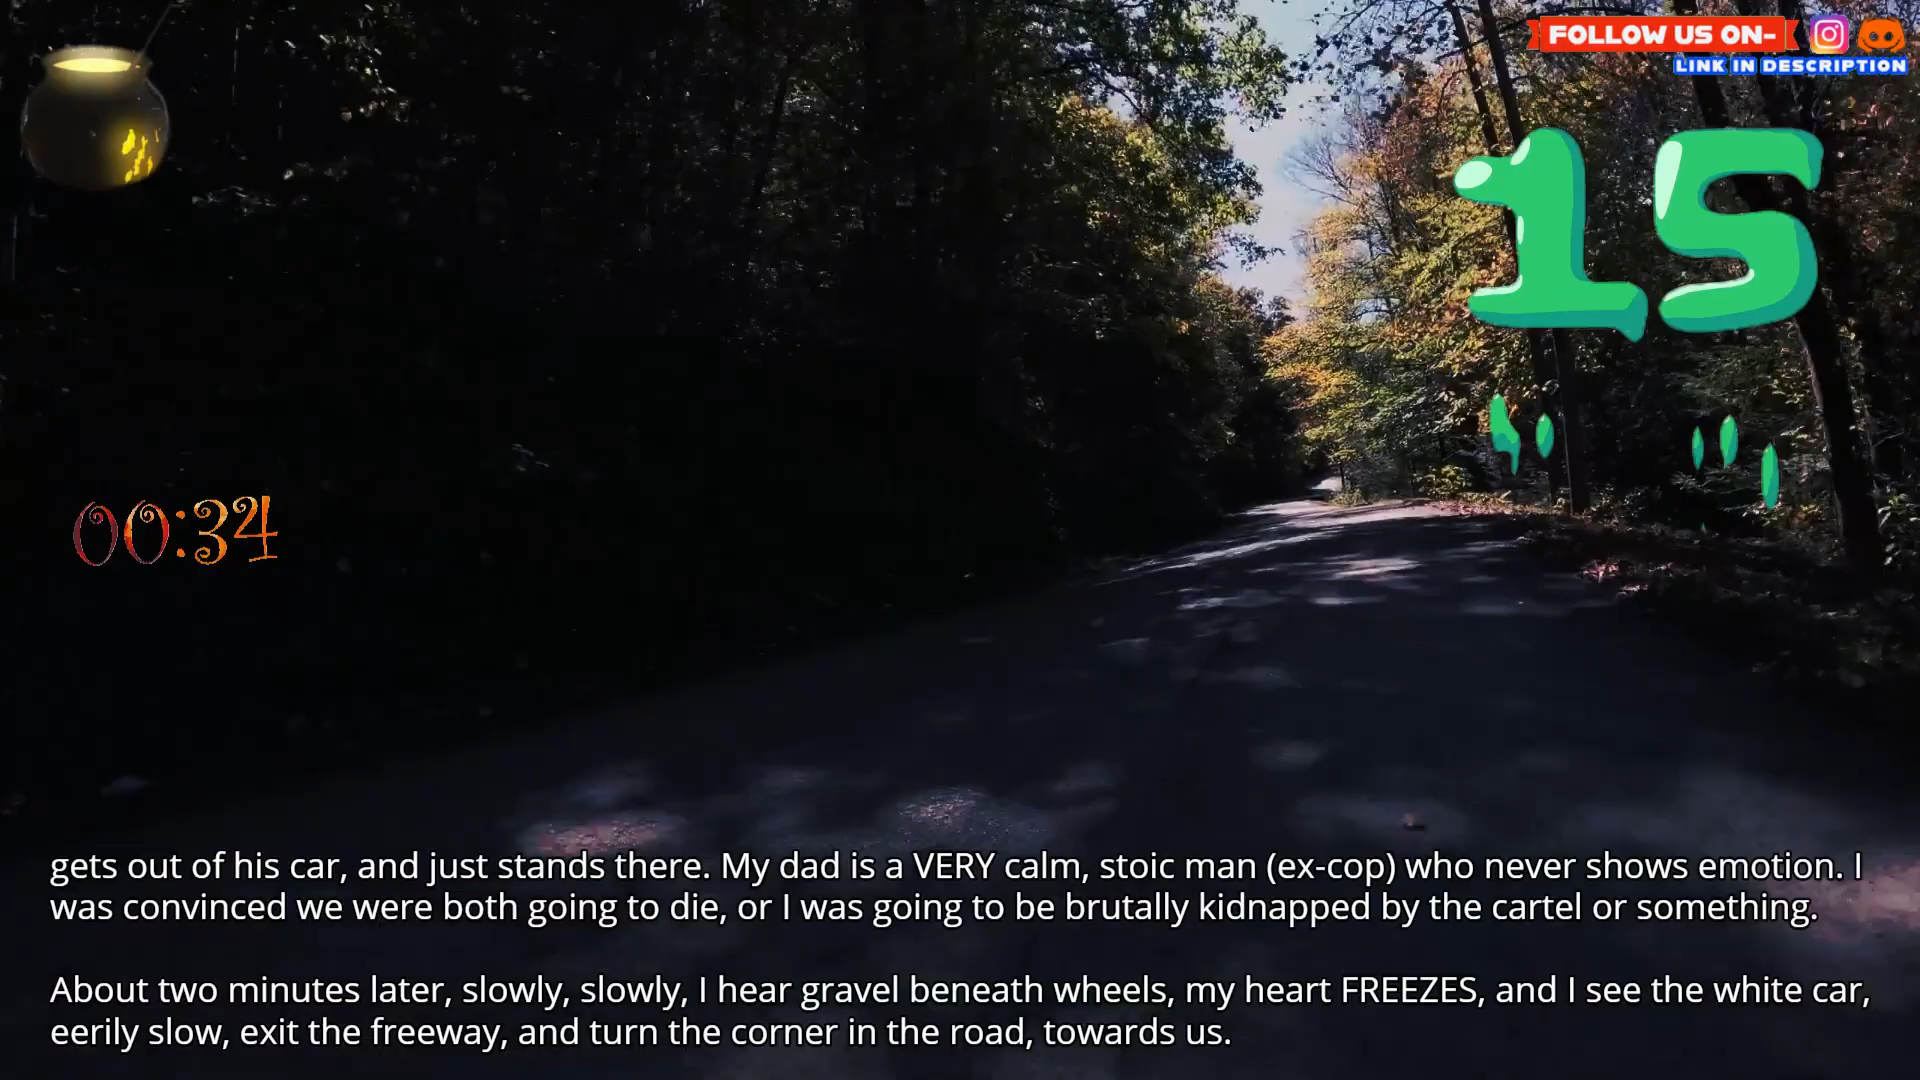 FOLLOW US ON-
LINK IN DESCRIPTION
15
00:34
gets out of his car, and just stands there. My dad is a VERY calm, stoic man (ex-cop) who never shows emotion. I
was convinced we were both going to die, or I was going to be brutally kidnapped by the cartel or something.
About two minutes later, slowly, slowly, I hear gravel beneath wheels, my heart FREEZES, and I see the white car,
eerily slow, exit the freeway, and turn the corner in the road, towards us.